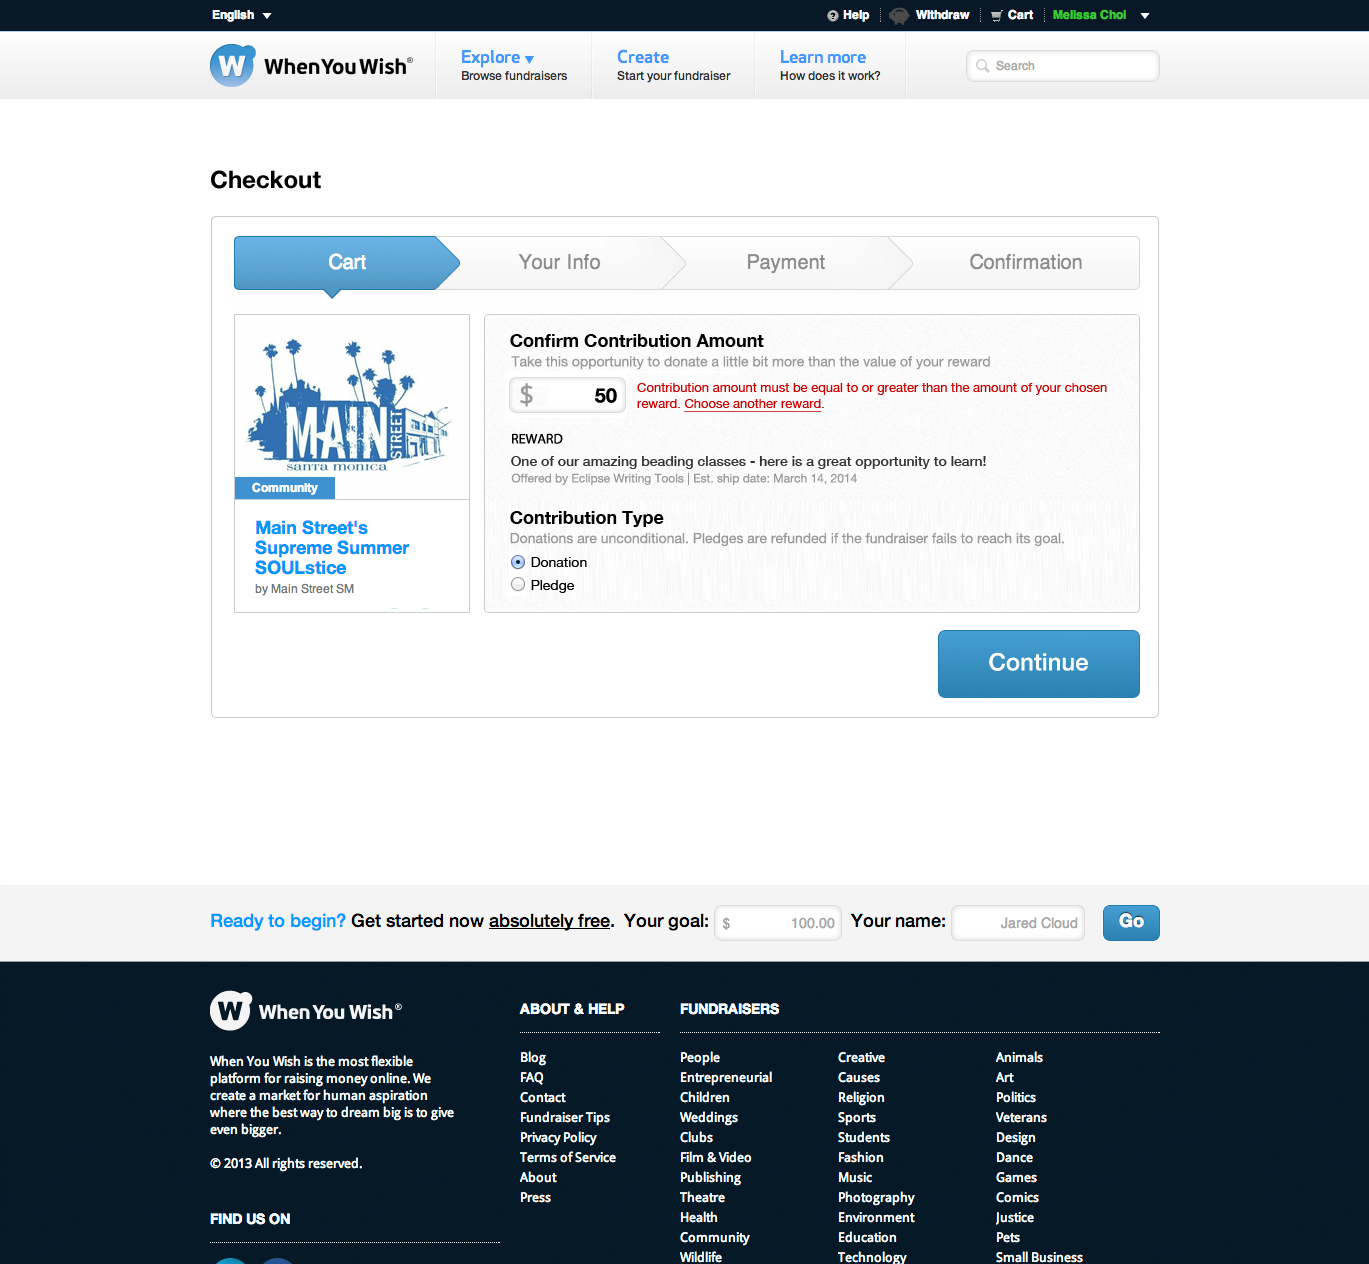 English
Help
Withdraw
Cart
Melissa Choi
W WhenYouWish®
Explore
Browse fundraisers
Create
Start your fundraiser
Learn more
How does it work?
Search
Checkout
Cart
Your Info
Payment
Confirmation
MAIN STREET
santa monica
Community
Main Street's
Supreme Summer
SOULstice
by Main Street SM
Confirm Contribution Amount
Take this opportunity to donate a little bit more than the value of your reward
$ 50
Contribution amount must be equal to or greater than the amount of your chosen
reward. Choose another reward.
REWARD
One of our amazing beading classes - here is a great opportunity to learn!
Offered by Eclipse Writing Tools | Est. ship date: March 14, 2014
Contribution Type
Donations are unconditional. Pledges are refunded if the fundraiser fails to reach its goal.
Donation
Pledge
Continue
Ready to begin? Get started now absolutely free. Your goal: $ 100.00 Your name: Jared Cloud Go
W When You Wish®
When You Wish is the most flexible
platform for raising money online. We
create a market for human aspiration
where the best way to dream big is to give
even bigger.
© 2013 All rights reserved.
FIND US ON
ABOUT & HELP
Blog
FAQ
Contact
Fundraiser Tips
Privacy Policy
Terms of Service
About
Press
FUNDRAISERS
People
Entrepreneurial
Children
Weddings
Clubs
Film & Video
Publishing
Theatre
Health
Community
Wildlife
Creative
Causes
Religion
Sports
Students
Fashion
Music
Photography
Environment
Education
Technology
Animals
Art
Politics
Veterans
Design
Dance
Games
Comics
Justice
Pets
Small Business